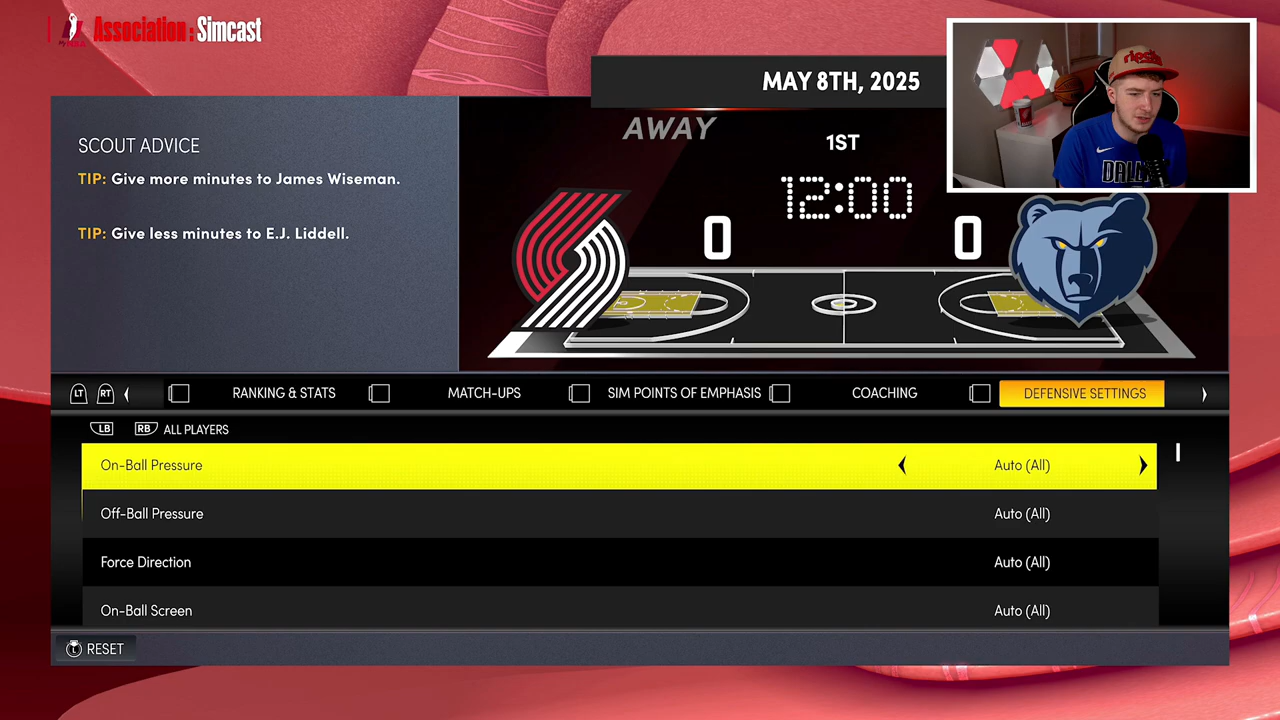 Association: Simcast
MAY 8TH, 2025
SCOUT ADVICE
TIP: Give more minutes to James Wiseman.
TIP: Give less minutes to E.J. Liddell.
AWAY
1ST
12:00
0
0
LT RT RANKING & STATS MATCH-UPS SIM POINTS OF EMPHASIS COACHING DEFENSIVE SETTINGS
LB RB ALL PLAYERS
On-Ball Pressure Auto (All)
Off-Ball Pressure Auto (All)
Force Direction Auto (All)
On-Ball Screen Auto (All)
RESET